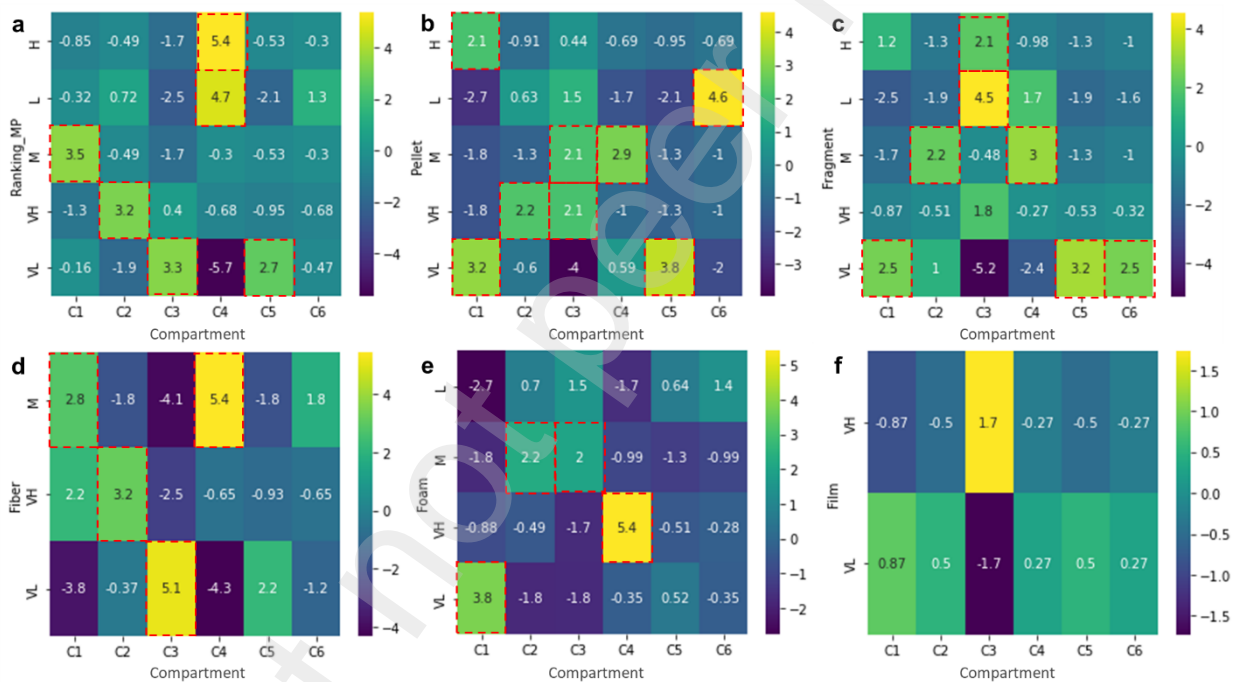 a
H -0.85 -0.49 -1.7 5.4 -0.53 -0.3
L -0.32 0.72 -2.5 4.7 -2.1 1.3
M 3.5 -0.49 -1.7 -0.3 -0.53 -0.3
VH -1.3 3.2 0.4 -0.68 -0.95 -0.68
VL -0.16 -1.9 3.3 -5.7 2.7 -0.47
C1 C2 C3 C4 C5 C6
Compartment
Ranking_MP
4
2
0
−2
−4
b
H 2.1 -0.91 0.44 -0.69 -0.95 -0.69
L -2.7 0.63 1.5 -1.7 -2.1 4.6
M -1.8 -1.3 2.1 2.9 -1.3 -1
VH -1.8 2.2 2.1 -1 -1.3 -1
VL 3.2 -0.6 -4 0.59 3.8 -2
C1 C2 C3 C4 C5 C6
Compartment
Pellet
4
3
2
1
0
−1
−2
−3
c
H 1.2 -1.3 2.1 -0.98 -1.3 -1
L -2.5 -1.9 4.5 1.7 -1.9 -1.6
M -1.7 2.2 -0.48 3 -1.3 -1
VH -0.87 -0.51 1.8 -0.27 -0.53 -0.32
VL 2.5 1 -5.2 -2.4 3.2 2.5
C1 C2 C3 C4 C5 C6
Compartment
Fragment
4
2
0
−2
−4
d
M 2.8 -1.8 -4.1 5.4 -1.8 1.8
VH 2.2 3.2 -2.5 -0.65 -0.93 -0.65
VL -3.8 -0.37 5.1 -4.3 2.2 -1.2
C1 C2 C3 C4 C5 C6
Compartment
Fiber
4
2
0
−2
−4
e
L -2.7 0.7 1.5 -1.7 0.64 1.4
M -1.8 2.2 2 -0.99 -1.3 -0.99
VH -0.88 -0.49 -1.7 5.4 -0.51 -0.28
VL 3.8 -1.8 -1.8 -0.35 0.52 -0.35
C1 C2 C3 C4 C5 C6
Compartment
Foam
5
4
3
2
1
0
−1
−2
f
VH -0.87 -0.5 1.7 -0.27 -0.5 -0.27
VL 0.87 0.5 -1.7 0.27 0.5 0.27
C1 C2 C3 C4 C5 C6
Compartment
Film
1.5
1.0
0.5
0.0
−0.5
−1.0
−1.5
not peer